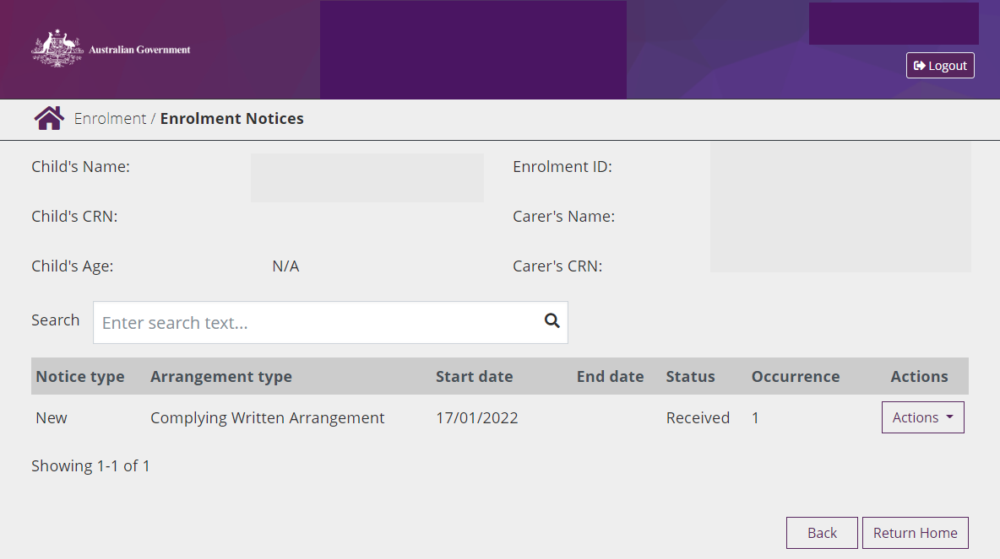 Australian Government
Logout
Enrolment / Enrolment Notices
Child's Name: Enrolment ID:
Child's CRN: Carer's Name:
Child's Age: N/A Carer's CRN:
Search Enter search text...
Notice type Arrangement type Start date End date Status Occurrence Actions
New Complying Written Arrangement 17/01/2022 Received 1 Actions
Showing 1-1 of 1
Back Return Home